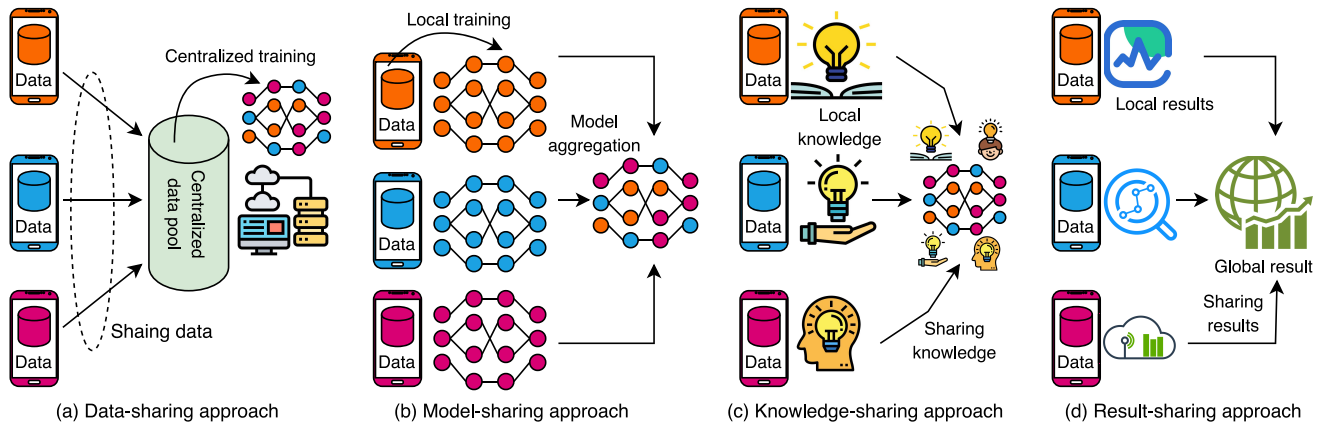 Data
Centralized training
Data
Centralized
data pool
Data
Shaing data
(a) Data-sharing approach
Local training
Data
Model
aggregation
Data
Data
(b) Model-sharing approach
Data
Local
knowledge
Data
Data
Sharing
knowledge
(c) Knowledge-sharing approach
Data
Local results
Data
Global result
Data
Sharing
results
(d) Result-sharing approach